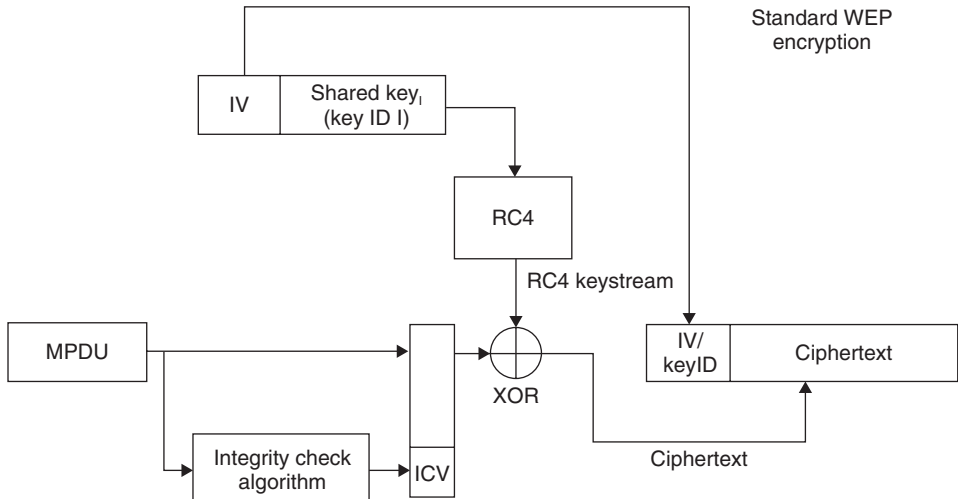 Standard WEP
encryption
IV
Shared keyI
(key ID I)
RC4
RC4 keystream
MPDU
XOR
IV/
keyID
Ciphertext
Integrity check
algorithm
ICV
Ciphertext